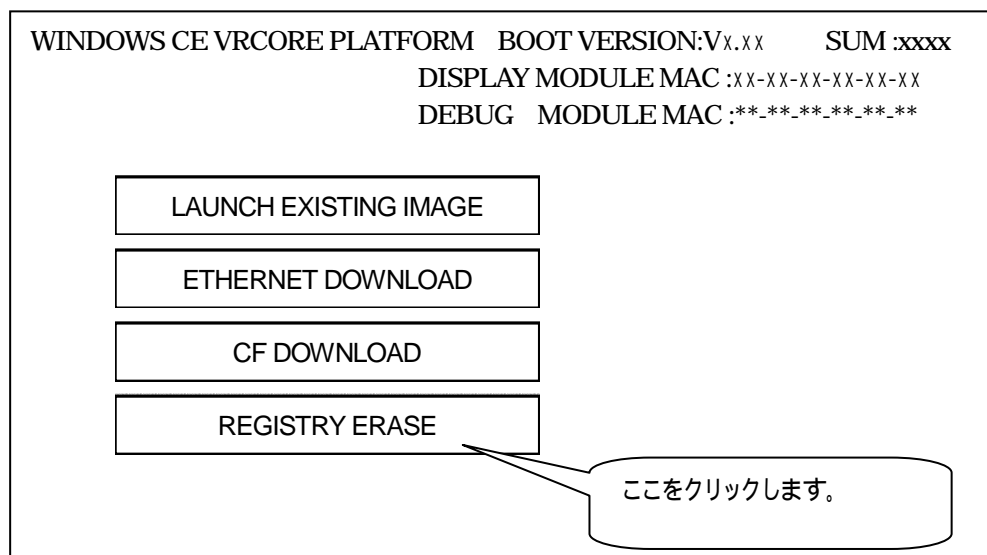 WINDOWS CE VRCORE PLATFORM BOOT VERSION:Vx.xx SUM :xxxx
DISPLAY MODULE MAC :xx-xx-xx-xx-xx-xx
DEBUG MODULE MAC :**-**-**-**-**-**
LAUNCH EXISTING IMAGE
ETHERNET DOWNLOAD
CF DOWNLOAD
REGISTRY ERASE
ここをクリックします。